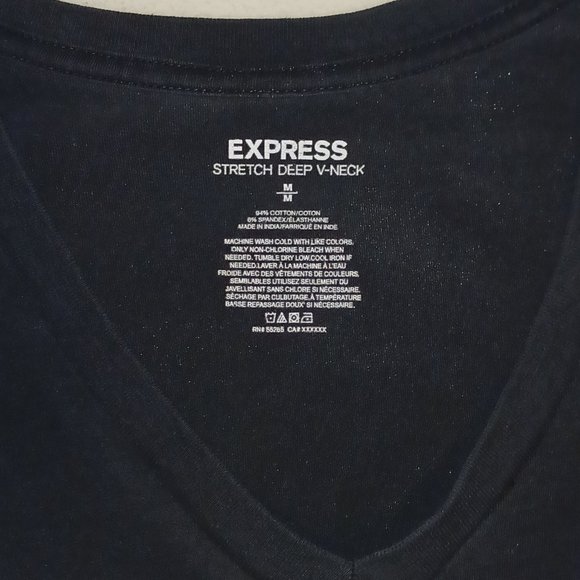 EXPRESS
STRETCH DEEP V-NECK
M
M
94% COTTON/COTON
6% SPANDEX/ELASTHANNE
MADE IN INDIA/FABRIQUÉ EN INDE
MACHINE WASH COLD WITH LIKE COLORS.
ONLY NON-CHLORINE BLEACH WHEN
NEEDED. TUMBLE DRY LOW.COOL IRON IF
NEEDED.LAVER À LA MACHINE À L'EAU
FROIDE AVEC DES VÊTEMENTS DE COULEURS.
SEMBLABLES UTILISEZ SEULEMENT DU
JAVELLISANT SANS CHLORE SI NÉCESSAIRE.
SÉCHAGE PAR CULBUTAGE À TEMPÉRATURE
BASSE REPASSAGE DOUX' SI NÉCESSAIRE.
RN# 55285 CA# XXXXXX